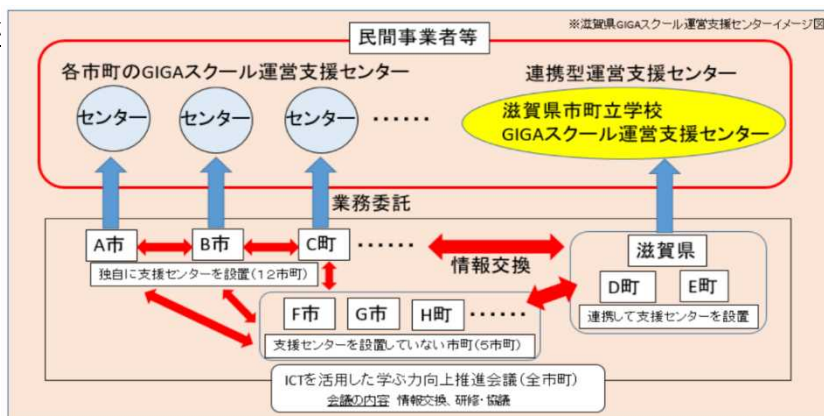 ※滋賀県GIGAスクール運営支援センターイメージ図
民間事業者等
各市町のGIGAスクール運営支援センター
連携型運営支援センター
センター
センター
センター
‥‥‥
滋賀県市町立学校
GIGAスクール運営支援センター
業務委託
A市
B市
C町
‥‥‥
情報交換
滋賀県
D町
E町
連携して支援センターを設置
独自に支援センターを設置(12市町)
F市
G市
H町
‥‥‥
支援センターを設置していない市町(5市町)
ICTを活用した学ぶ力向上推進会議(全市町)
会議の内容 情報交換、研修・協議